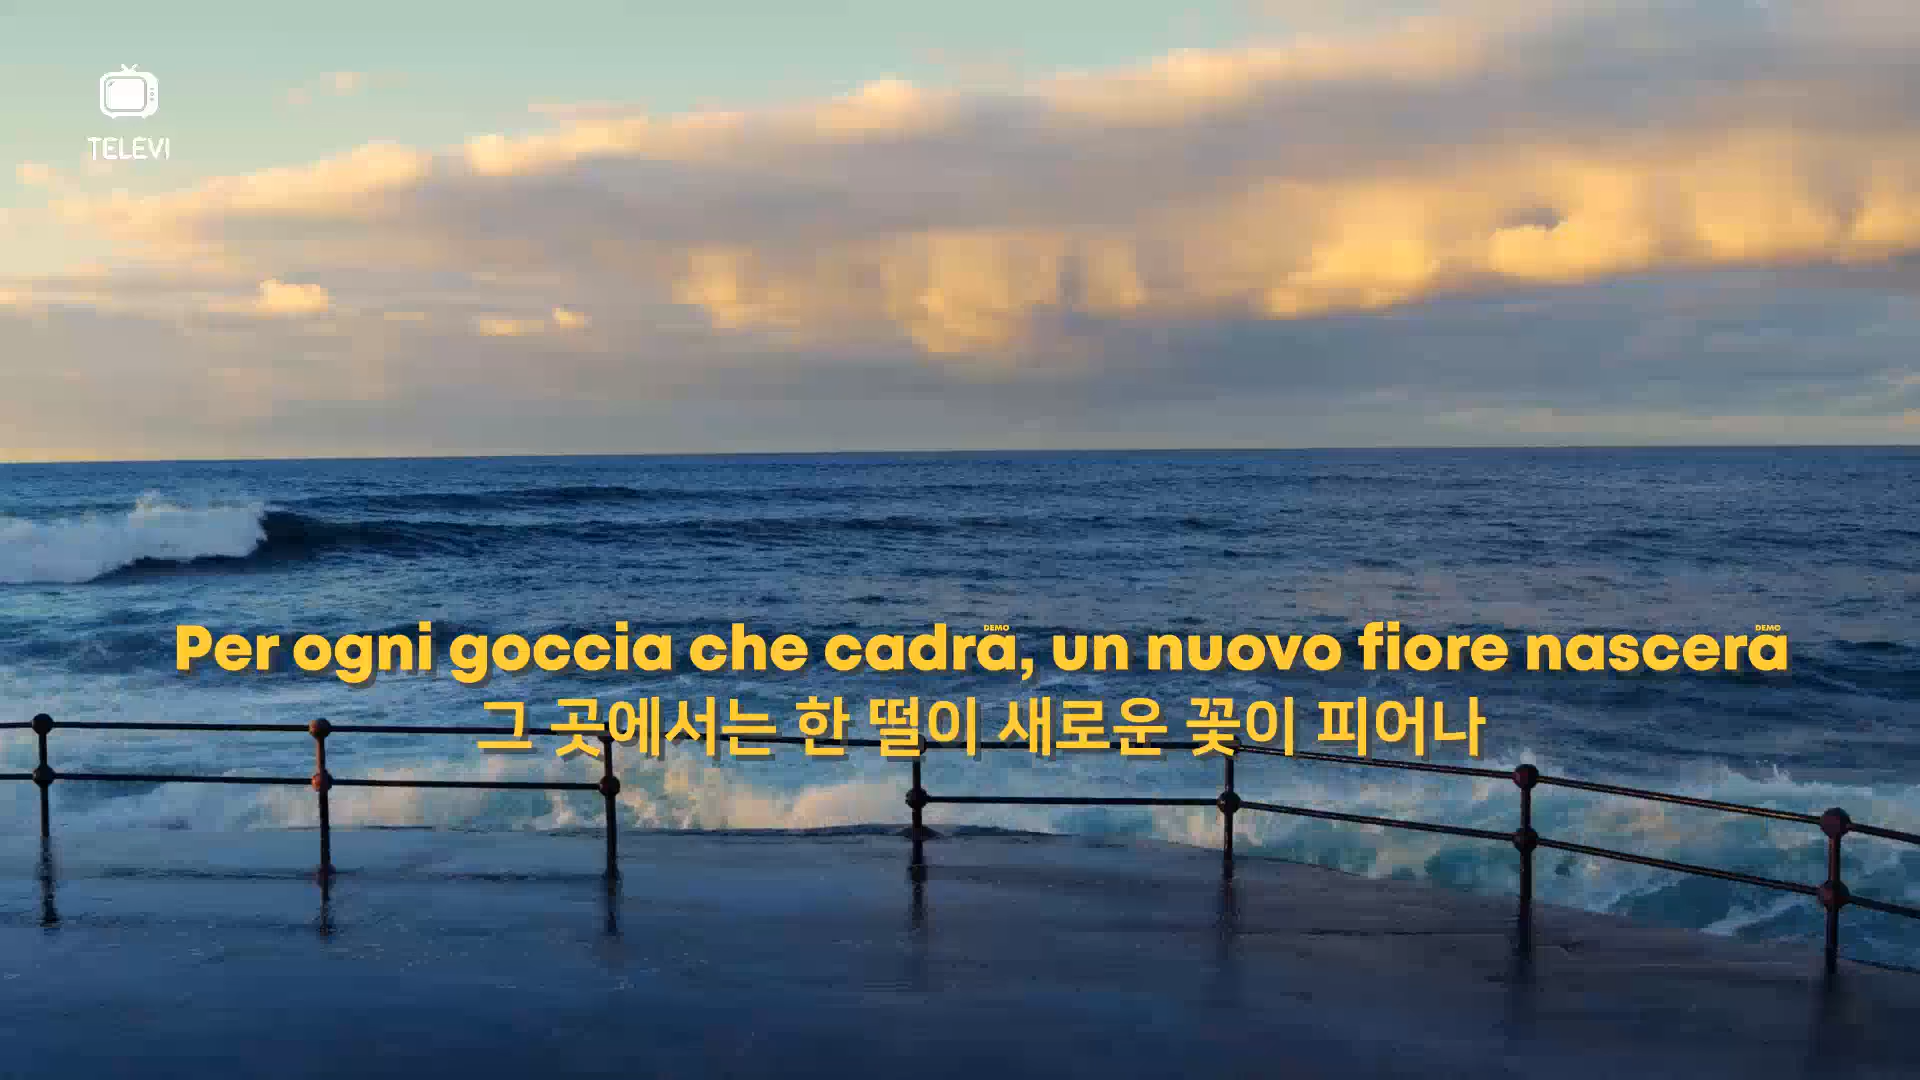 TELEVI
Per ogni goccia che cadrà, un nuovo fiore nascerà
그 곳에서는 한 떨이 새로운 꽃이 피어나